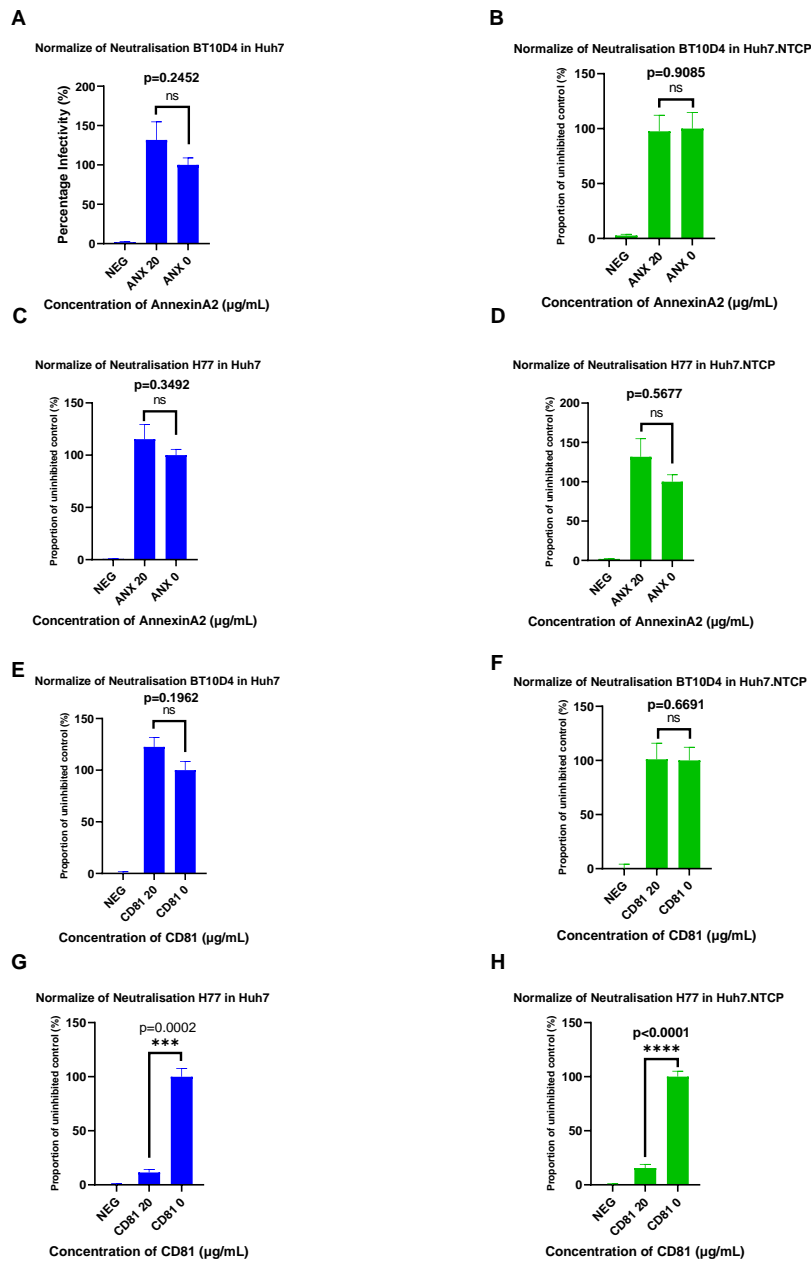 A
Normalize of Neutralisation BT10D4 in Huh7
p=0.2452
ns
Percentage Infectivity (%)
200
150
100
50
0
NEG
ANX 20
ANX 0
Concentration of AnnexinA2 (µg/mL)
B
Normalize of Neutralisation BT10D4 in Huh7.NTCP
p=0.9085
ns
Proportion of uninhibited control (%)
150
100
50
0
NEG
ANX 20
ANX 0
Concentration of AnnexinA2 (µg/mL)
C
Normalize of Neutralisation H77 in Huh7
p=0.3492
ns
Proportion of uninhibited control (%)
150
100
50
0
NEG
ANX 20
ANX 0
Concentration of AnnexinA2 (µg/mL)
D
Normalize of Neutralisation H77 in Huh7.NTCP
p=0.5677
ns
Proportion of uninhibited control (%)
200
150
100
50
0
NEG
ANX 20
ANX 0
Concentration of AnnexinA2 (µg/mL)
E
Normalize of Neutralisation BT10D4 in Huh7
p=0.1962
ns
Proportion of uninhibited control (%)
150
100
50
0
NEG
CD81 20
CD81 0
Concentration of CD81 (µg/mL)
F
Normalize of Neutralisation BT10D4 in Huh7.NTCP
p=0.6691
ns
Proportion of uninhibited control (%)
150
100
50
0
NEG
CD81 20
CD81 0
Concentration of CD81 (µg/mL)
G
Normalize of Neutralisation H77 in Huh7
p=0.0002
***
Proportion of uninhibited control (%)
150
100
50
0
NEG
CD81 20
CD81 0
Concentration of CD81 (µg/mL)
H
Normalize of Neutralisation H77 in Huh7.NTCP
p<0.0001
****
Proportion of uninhibited control (%)
150
100
50
0
NEG
CD81 20
CD81 0
Concentration of CD81 (µg/mL)